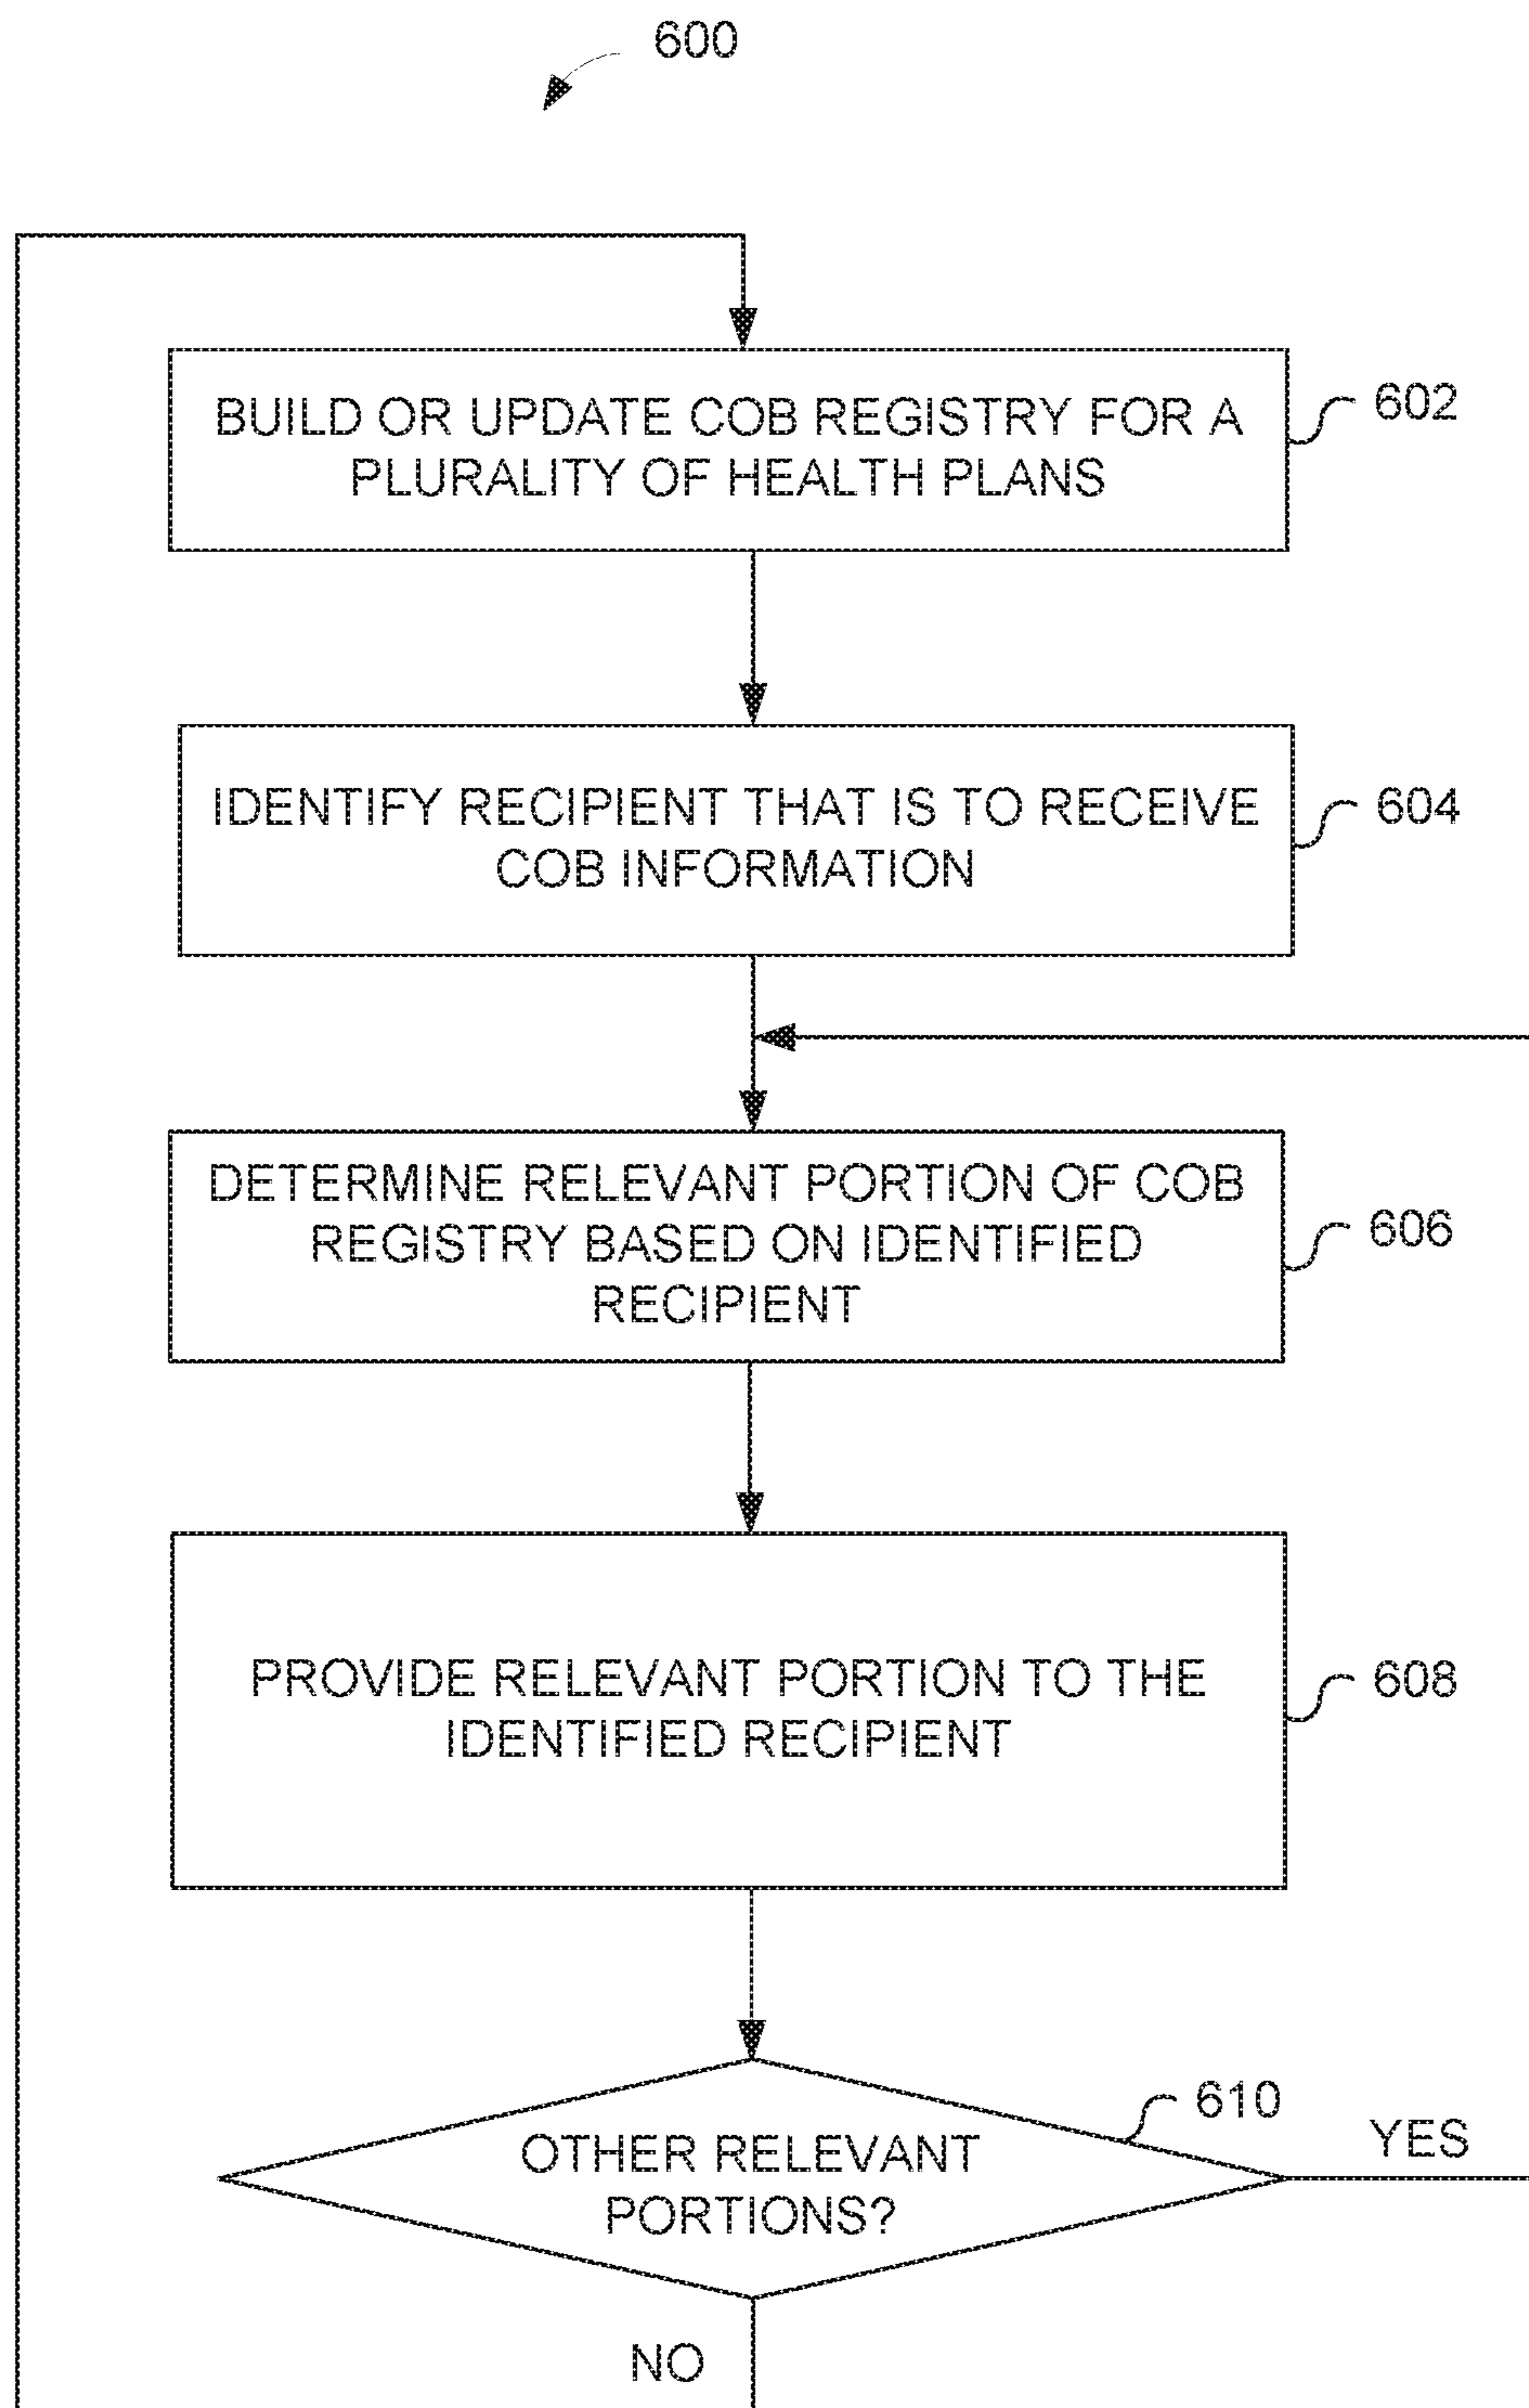 600
BUILD OR UPDATE COB REGISTRY FOR A
PLURALITY OF HEALTH PLANS
602
IDENTIFY RECIPIENT THAT IS TO RECEIVE
COB INFORMATION
604
DETERMINE RELEVANT PORTION OF COB
REGISTRY BASED ON IDENTIFIED
RECIPIENT
606
PROVIDE RELEVANT PORTION TO THE
IDENTIFIED RECIPIENT
608
610
OTHER RELEVANT
PORTIONS?
YES
NO